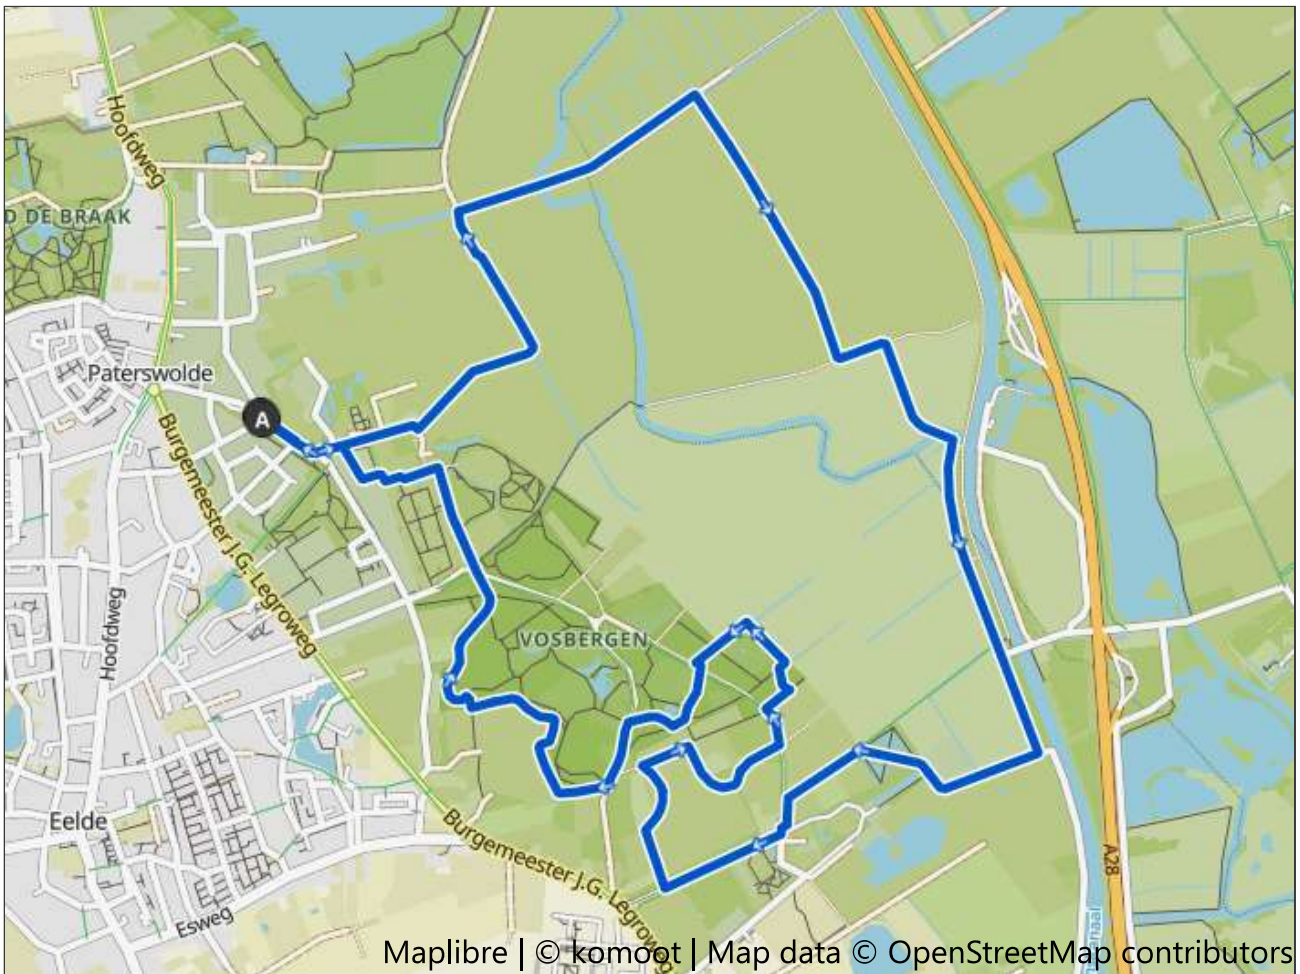 Hoofdweg
D DE BRAAK
Paterswolde
A
Burgemeester J.G. Legroweg
VOSBERGEN
Hoofdweg
Eelde
Burgemeester J.G. Legroweg
A28
Esweg
Maplibre | © komoot | Map data © OpenStreetMap contributors